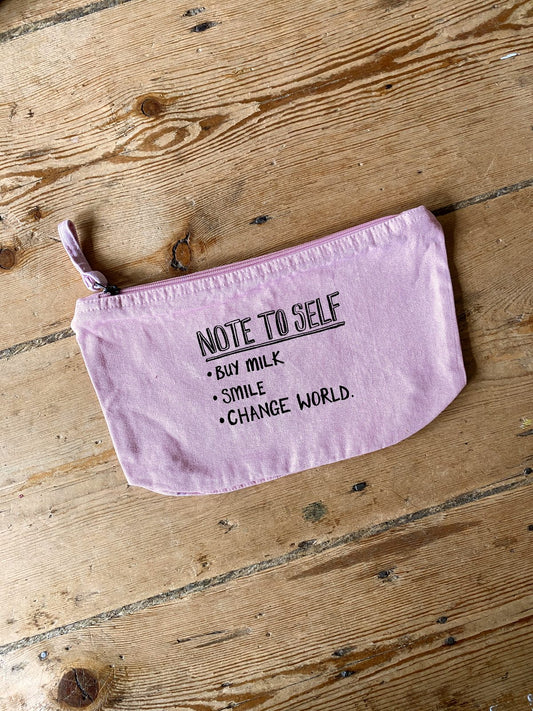 NOTE TO SELF
• BUY MILK
• SMILE
• CHANGE WORLD.